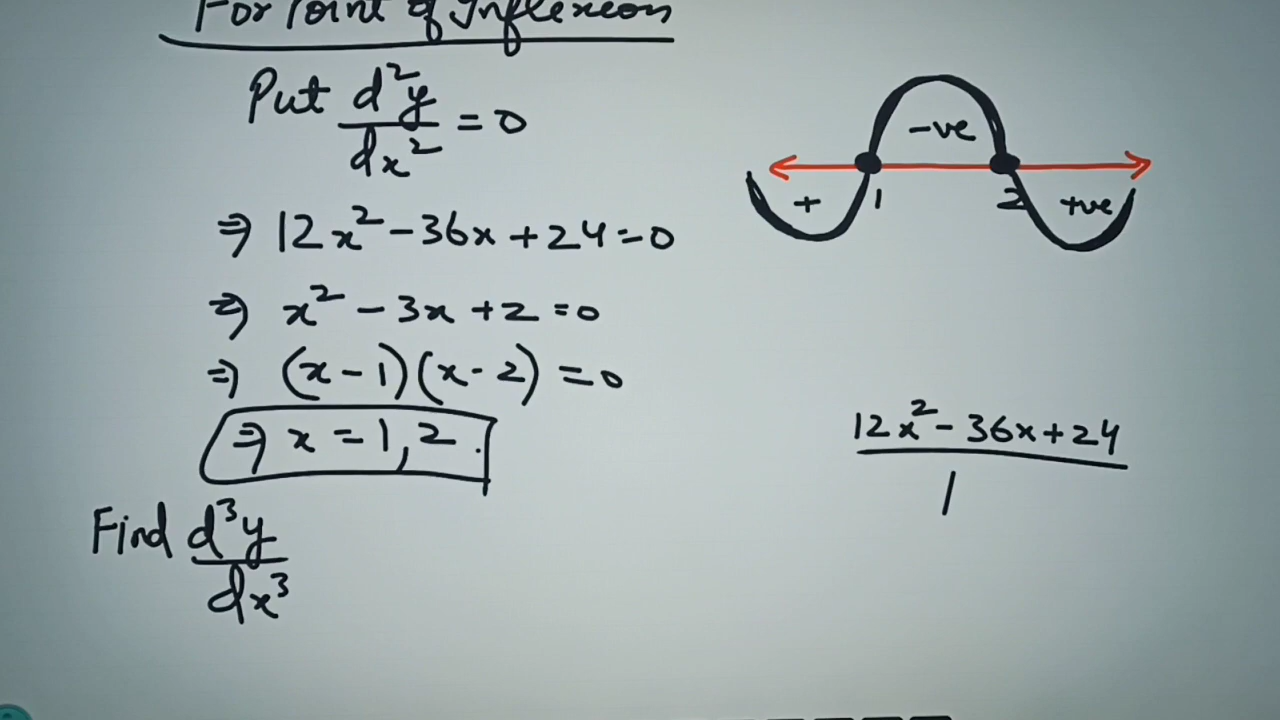 For Point of Inflexion
Put d²y/dx² = 0
⇒ 12x² - 36x + 24 = 0
⇒ x² - 3x + 2 = 0
⇒ (x - 1)(x - 2) = 0
⇒ x = 1, 2.
Find d³y/dx³
-ve
+ 1 2 +ve
12x² - 36x + 24
1